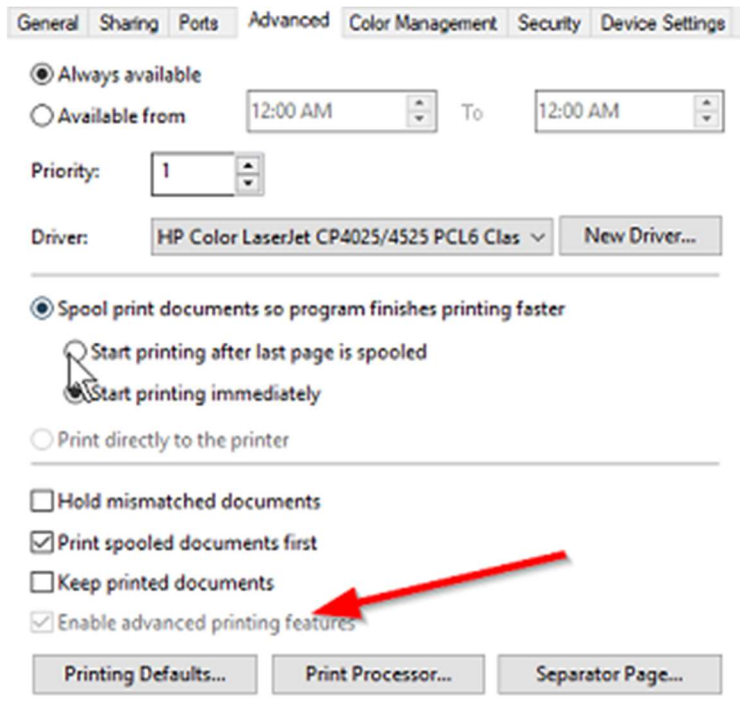 General Sharing Ports Advanced Color Management Security Device Settings
Always available
Available from 12:00 AM To 12:00 AM
Priority: 1
Driver: HP Color LaserJet CP4025/4525 PCL6 Clas New Driver...
Spool print documents so program finishes printing faster
Start printing after last page is spooled
Start printing immediately
Print directly to the printer
Hold mismatched documents
Print spooled documents first
Keep printed documents
Enable advanced printing features
Printing Defaults... Print Processor... Separator Page...